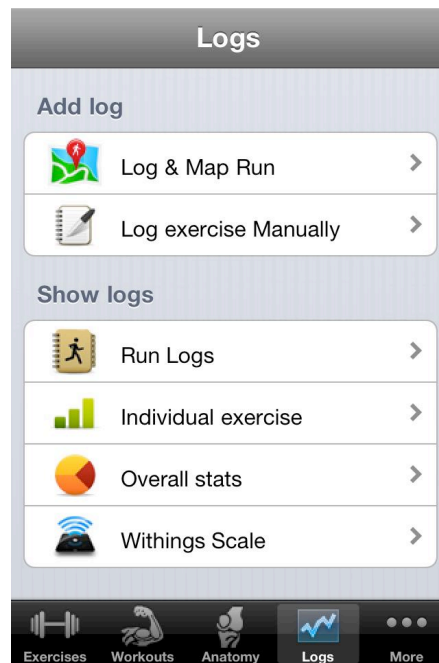 Logs
Add log
Log & Map Run
Log exercise Manually
Show logs
Run Logs
Individual exercise
Overall stats
Withings Scale
Exercises Workouts Anatomy Logs More